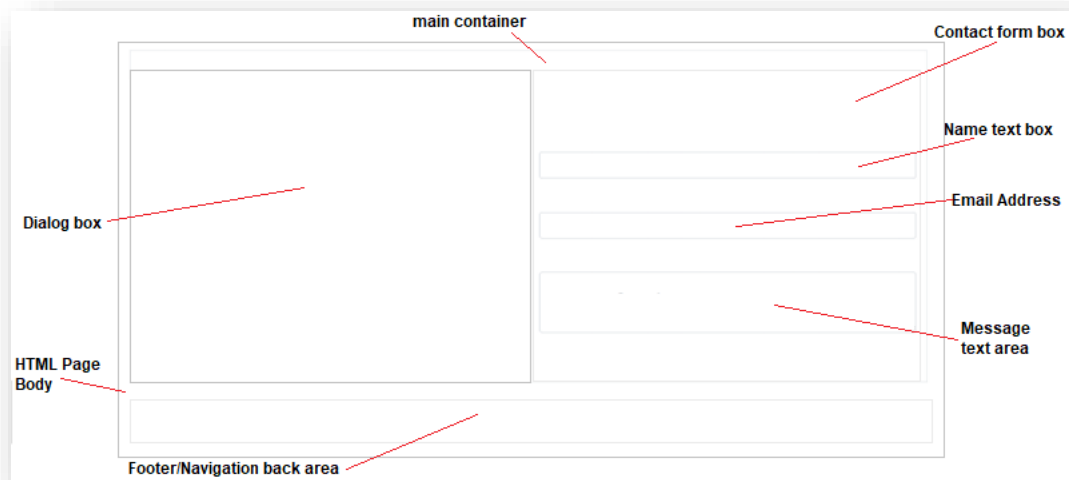 main container
Contact form box
Name text box
Email Address
Dialog box
Message
text area
HTML Page
Body
Footer/Navigation back area